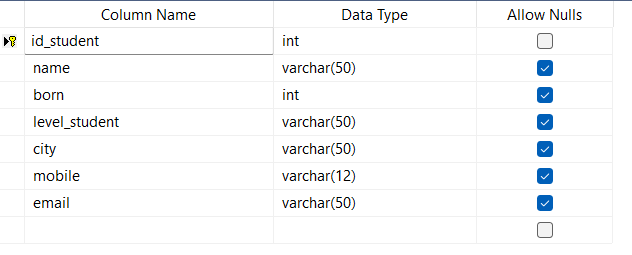 Column Name Data Type Allow Nulls
id_student int
name varchar(50)
born int
level_student varchar(50)
city varchar(50)
mobile varchar(12)
email varchar(50)